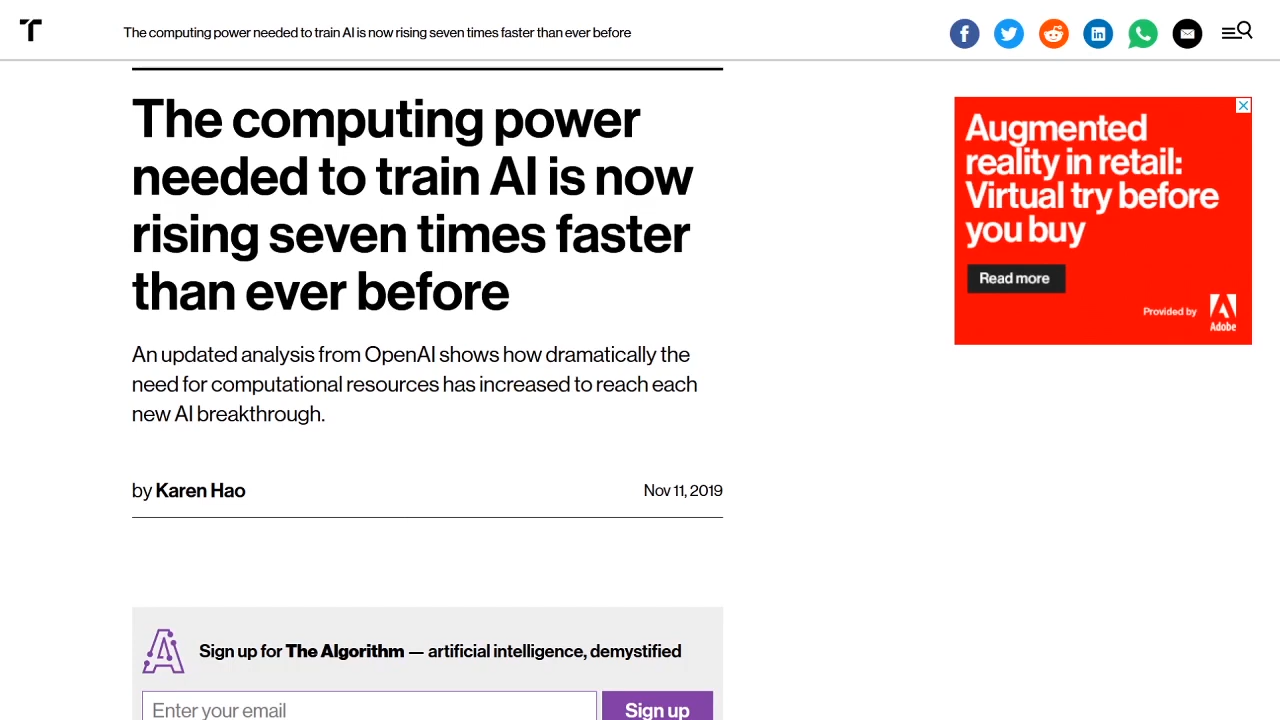 The computing power needed to train AI is now rising seven times faster than ever before
The computing power
needed to train AI is now
rising seven times faster
than ever before
An updated analysis from OpenAI shows how dramatically the
need for computational resources has increased to reach each
new AI breakthrough.
by Karen Hao
Nov 11, 2019
Sign up for The Algorithm — artificial intelligence, demystified
Enter your email
Sign up
Augmented
reality in retail:
Virtual try before
you buy
Read more
Provided by
Adobe